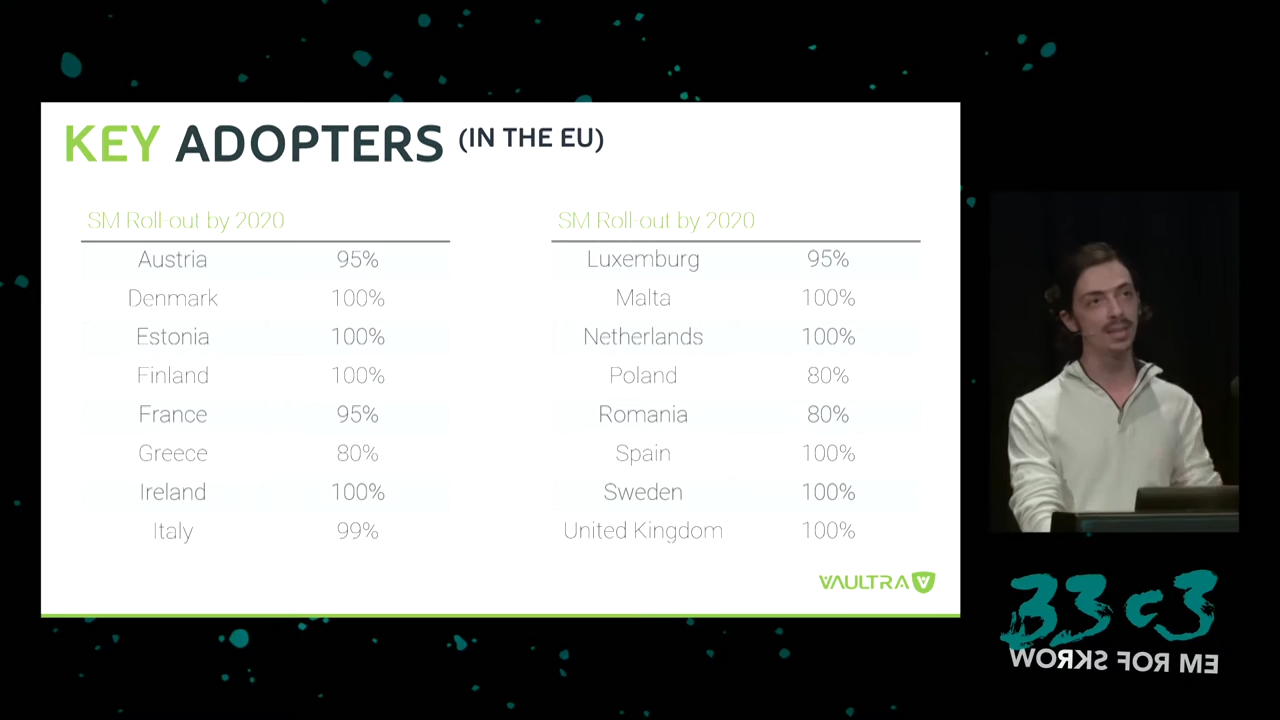 KEY ADOPTERS (IN THE EU)
SM Roll-out by 2020
Austria 95%
Denmark 100%
Estonia 100%
Finland 100%
France 95%
Greece 80%
Ireland 100%
Italy 99%
SM Roll-out by 2020
Luxemburg 95%
Malta 100%
Netherlands 100%
Poland 80%
Romania 80%
Spain 100%
Sweden 100%
United Kingdom 100%
VAULTRA
33c3
WORKS FOR ME